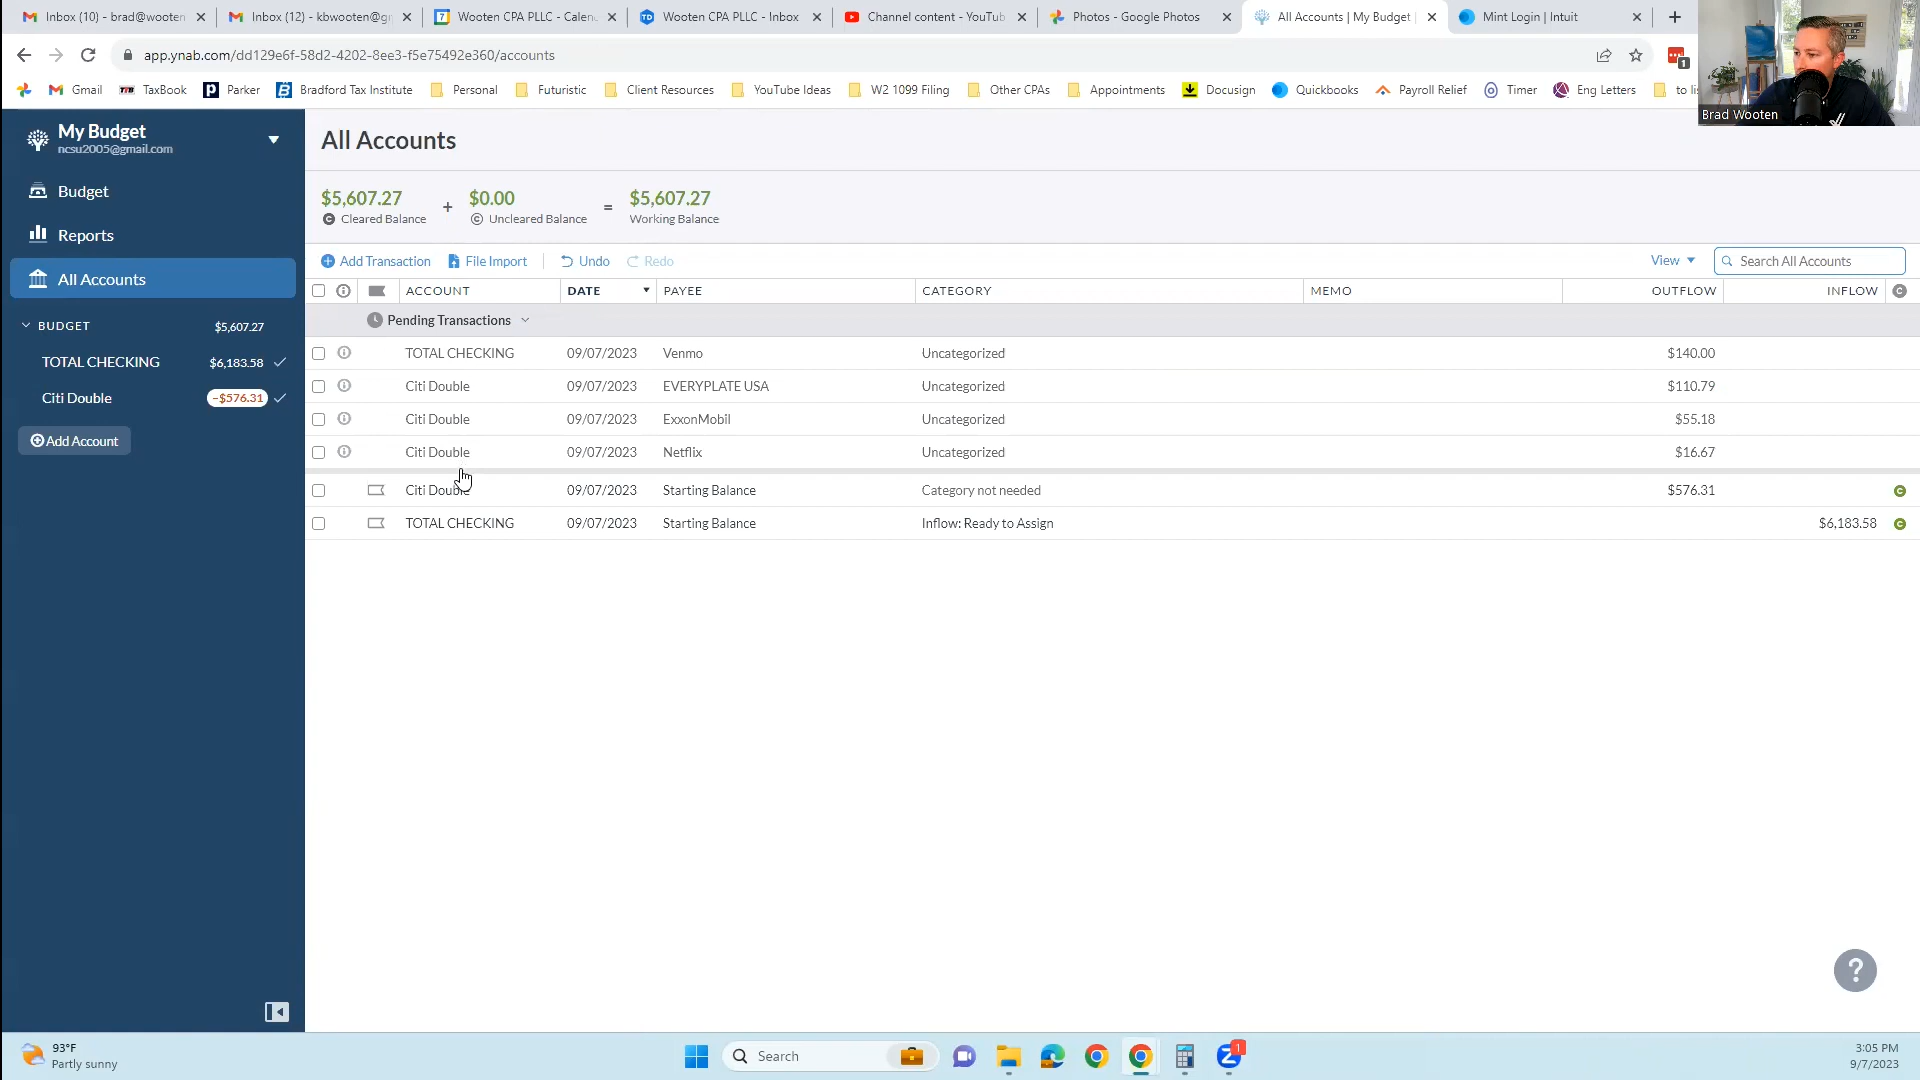 Inbox (10) - brad@wooten
Inbox (12) - kbwooten@gm
Wooten CPA PLLC - Calend
Wooten CPA PLLC - Inbox
Channel content - YouTub
Photos - Google Photos
All Accounts | My Budget
Mint Login | Intuit
app.ynab.com/dd129e6f-58d2-4202-8ee3-f5e75492e360/accounts
Gmail
TaxBook
Parker
Bradford Tax Institute
Personal
Futuristic
Client Resources
YouTube Ideas
W2 1099 Filing
Other CPAs
Appointments
Docusign
Quickbooks
Payroll Relief
Timer
Eng Letters
Brad Wooten
My Budget
ncsu2005@gmail.com
Budget
Reports
All Accounts
BUDGET $5,607.27
TOTAL CHECKING $6,183.58
Citi Double -$576.31
Add Account
All Accounts
$5,607.27 + $0.00 = $5,607.27
Cleared Balance Uncleared Balance Working Balance
Add Transaction File Import Undo Redo View Search All Accounts
ACCOUNT DATE PAYEE CATEGORY MEMO OUTFLOW INFLOW
Pending Transactions
TOTAL CHECKING 09/07/2023 Venmo Uncategorized $140.00
Citi Double 09/07/2023 EVERYPLATE USA Uncategorized $110.79
Citi Double 09/07/2023 ExxonMobil Uncategorized $55.18
Citi Double 09/07/2023 Netflix Uncategorized $16.67
Citi Double 09/07/2023 Starting Balance Category not needed $576.31
TOTAL CHECKING 09/07/2023 Starting Balance Inflow: Ready to Assign $6,183.58
?
93°F
Partly sunny
Search
1
3:05 PM
9/7/2023